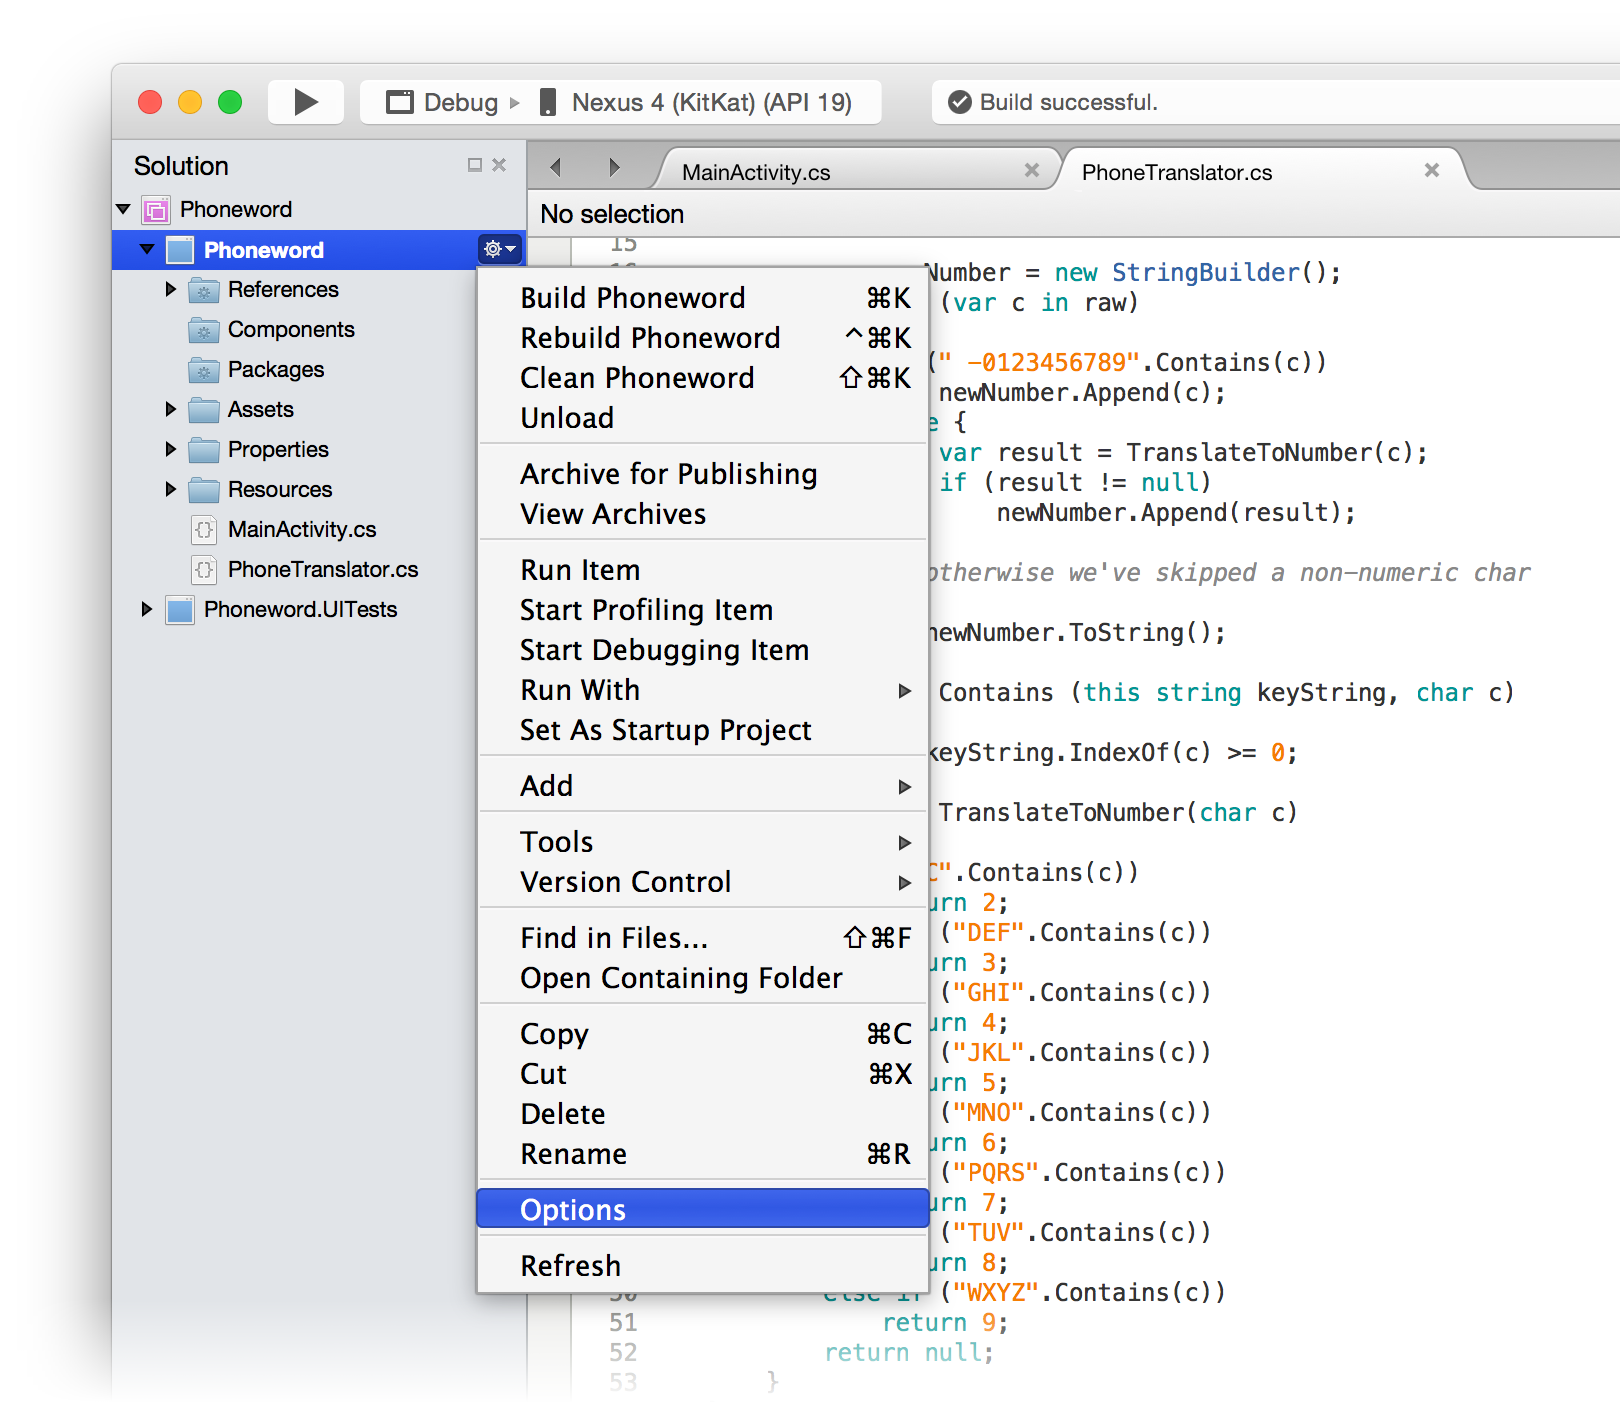 Debug
Nexus 4 (KitKat) (API 19)
Build successful.
Solution
MainActivity.cs
PhoneTranslator.cs
No selection
Phoneword
Phoneword
References
Components
Packages
Assets
Properties
Resources
MainActivity.cs
PhoneTranslator.cs
Phoneword.UITests
Build Phoneword ⌘K
Rebuild Phoneword ^⌘K
Clean Phoneword ⇧⌘K
Unload
Archive for Publishing
View Archives
Run Item
Start Profiling Item
Start Debugging Item
Run With
Set As Startup Project
Add
Tools
Version Control
Find in Files... ⇧⌘F
Open Containing Folder
Copy ⌘C
Cut ⌘X
Delete
Rename ⌘R
Options
Refresh
15
Number = new StringBuilder();
(var c in raw)
(" -0123456789".Contains(c))
newNumber.Append(c);
e {
var result = TranslateToNumber(c);
if (result != null)
newNumber.Append(result);
otherwise we've skipped a non-numeric char
newNumber.ToString();
Contains (this string keyString, char c)
keyString.IndexOf(c) >= 0;
TranslateToNumber(char c)
C".Contains(c))
urn 2;
("DEF".Contains(c))
urn 3;
("GHI".Contains(c))
urn 4;
("JKL".Contains(c))
urn 5;
("MNO".Contains(c))
urn 6;
("PQRS".Contains(c))
urn 7;
("TUV".Contains(c))
urn 8;
50 else if ("WXYZ".Contains(c))
51 return 9;
52 return null;
53 }